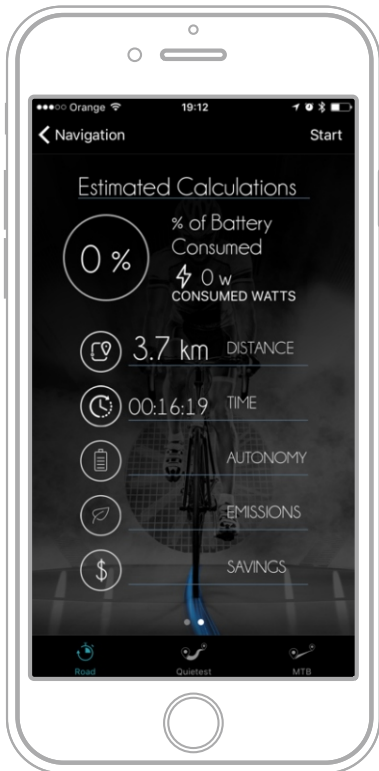 Orange 19:12
Navigation Start
Estimated Calculations
0 %
% of Battery
Consumed
0 w
CONSUMED WATTS
3.7 km DISTANCE
00:16:19 TIME
AUTONOMY
EMISSIONS
$ SAVINGS
Road Quietest MTB